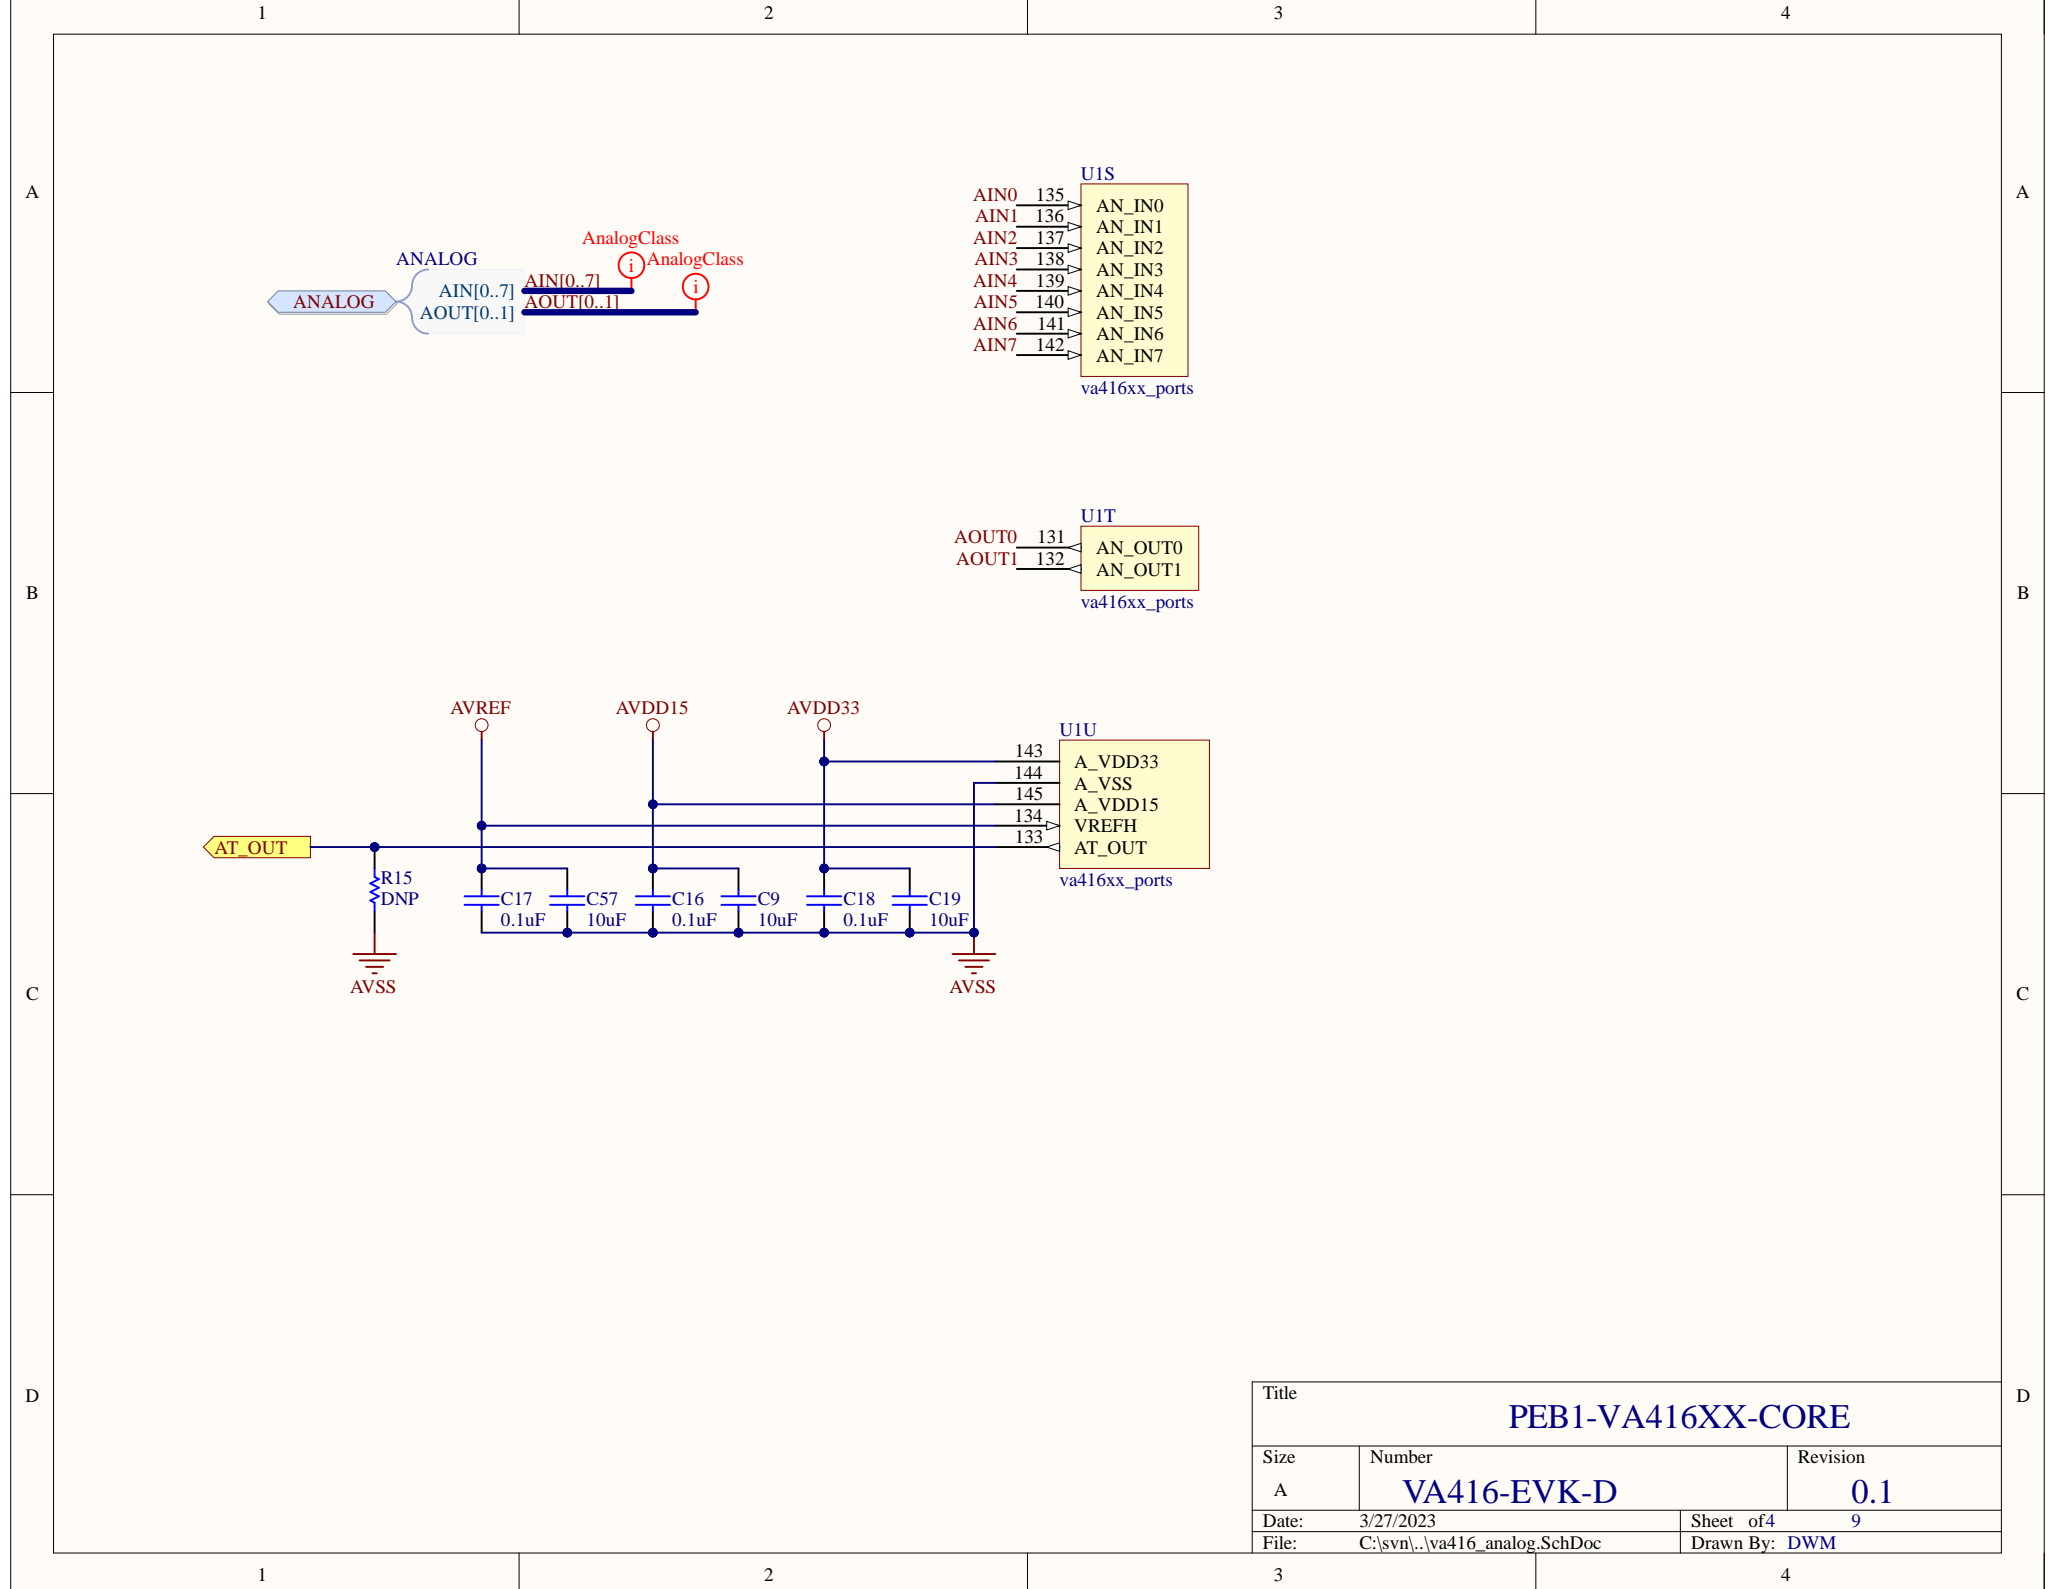 1 2 3 4
A A
B B
C C
D D
ANALOG
ANALOG
AIN[0..7]
AOUT[0..1]
AIN[0..7]
AOUT[0..1]
AnalogClass
i
AnalogClass
i
U1S
AIN0 135 AN_IN0
AIN1 136 AN_IN1
AIN2 137 AN_IN2
AIN3 138 AN_IN3
AIN4 139 AN_IN4
AIN5 140 AN_IN5
AIN6 141 AN_IN6
AIN7 142 AN_IN7
va416xx_ports
U1T
AOUT0 131 AN_OUT0
AOUT1 132 AN_OUT1
va416xx_ports
AVREF AVDD15 AVDD33
U1U
143 A_VDD33
144 A_VSS
145 A_VDD15
134 VREFH
133 AT_OUT
va416xx_ports
AT_OUT
R15
DNP
C17 C57 C16 C9 C18 C19
0.1uF 10uF 0.1uF 10uF 0.1uF 10uF
AVSS AVSS
Title
PEB1-VA416XX-CORE
Size Number Revision
A VA416-EVK-D 0.1
Date: 3/27/2023 Sheet of4 9
File: C:\svn\..\va416_analog.SchDoc Drawn By: DWM
1 2 3 4